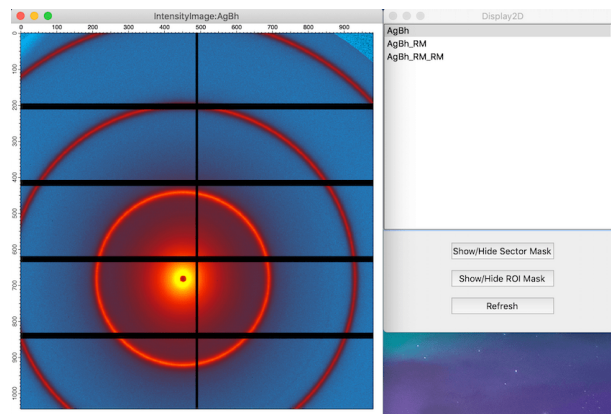 IntensityImage:AgBh
Display2D
0 100 200 300 400 500 600 700 800 900
0
100
200
300
400
500
600
700
800
900
1000
AgBh
AgBh_RM
AgBh_RM_RM
Show/Hide Sector Mask
Show/Hide ROI Mask
Refresh